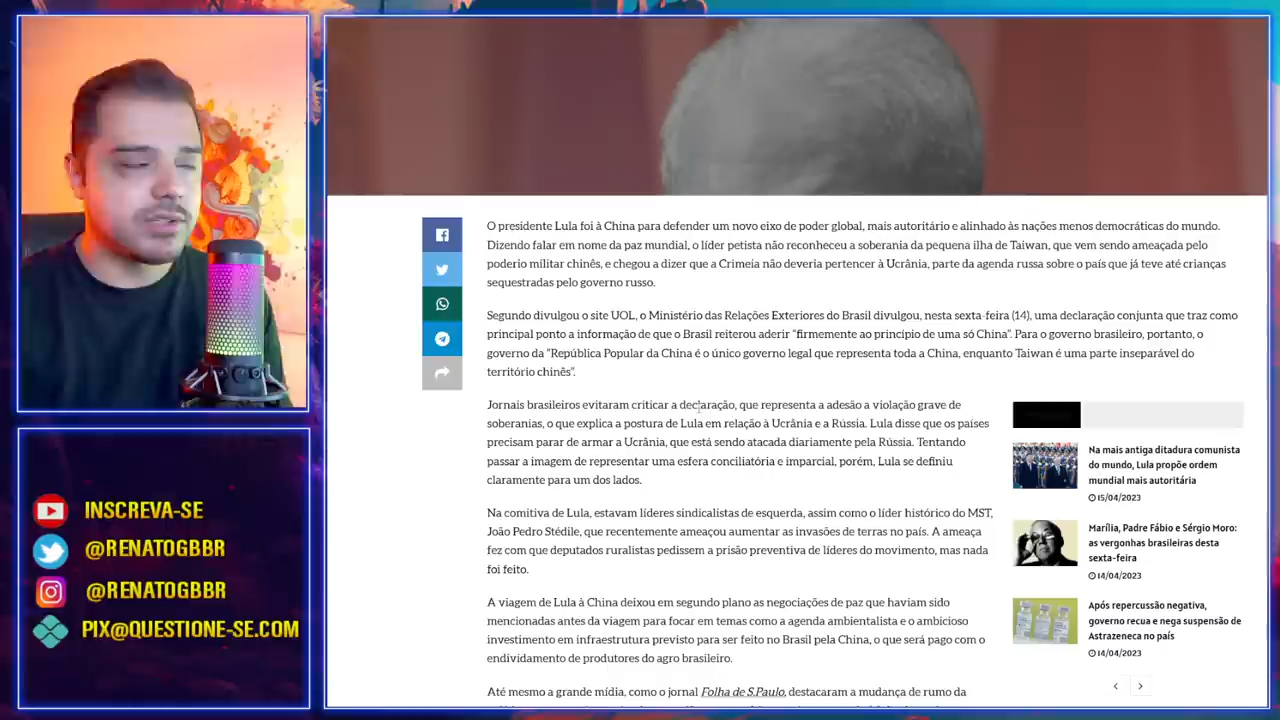 O presidente Lula foi à China para defender um novo eixo de poder global, mais autoritário e alinhado às nações menos democráticas do mundo.
Dizendo falar em nome da paz mundial, o líder petista não reconheceu a soberania da pequena ilha de Taiwan, que vem sendo ameaçada pelo
poderio militar chinês, e chegou a dizer que a Crimeia não deveria pertencer à Ucrânia, parte da agenda russa sobre o país que já teve até crianças
sequestradas pelo governo russo.
Segundo divulgou o site UOL, o Ministério das Relações Exteriores do Brasil divulgou, nesta sexta-feira (14), uma declaração conjunta que traz como
principal ponto a informação de que o Brasil reiterou aderir “firmemente ao princípio de uma só China”. Para o governo brasileiro, portanto, o
governo da “República Popular da China é o único governo legal que representa toda a China, enquanto Taiwan é uma parte inseparável do
território chinês”.
Jornais brasileiros evitaram criticar a declaração, que representa a adesão a violação grave de
soberanias, o que explica a postura de Lula em relação à Ucrânia e a Rússia. Lula disse que os países
precisam parar de armar a Ucrânia, que está sendo atacada diariamente pela Rússia. Tentando
passar a imagem de representar uma esfera conciliatória e imparcial, porém, Lula se definiu
claramente para um dos lados.
Na comitiva de Lula, estavam líderes sindicalistas de esquerda, assim como o líder histórico do MST,
João Pedro Stédile, que recentemente ameaçou aumentar as invasões de terras no país. A ameaça
fez com que deputados ruralistas pedissem a prisão preventiva de líderes do movimento, mas nada
foi feito.
A viagem de Lula à China deixou em segundo plano as negociações de paz que haviam sido
mencionadas antes da viagem para focar em temas como a agenda ambientalista e o ambicioso
investimento em infraestrutura previsto para ser feito no Brasil pela China, o que será pago com o
endividamento de produtores do agro brasileiro.
Até mesmo a grande mídia, como o jornal Folha de S.Paulo, destacaram a mudança de rumo da
Na mais antiga ditadura comunista
do mundo, Lula propõe ordem
mundial mais autoritária
15/04/2023
Marília, Padre Fábio e Sérgio Moro:
as vergonhas brasileiras desta
sexta-feira
14/04/2023
Após repercussão negativa,
governo recua e nega suspensão de
Astrazeneca no país
14/04/2023
INSCREVA-SE
@RENATOGBBR
@RENATOGBBR
PIX@QUESTIONE-SE.COM